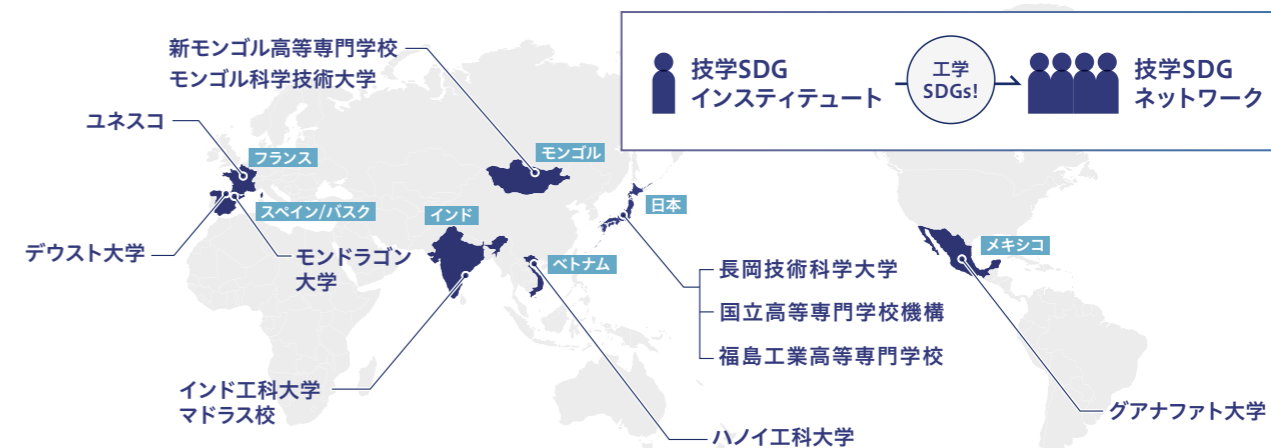 新モンゴル高等専門学校
モンゴル科学技術大学
技学SDG
インスティテュート
工学
SDGs!
技学SDG
ネットワーク
ユネスコ
フランス
モンゴル
スペイン/バスク
インド
日本
デウスト大学
モンドラゴン
大学
ベトナム
メキシコ
長岡技術科学大学
国立高等専門学校機構
福島工業高等専門学校
インド工科大学
マドラス校
グアナファト大学
ハノイ工科大学